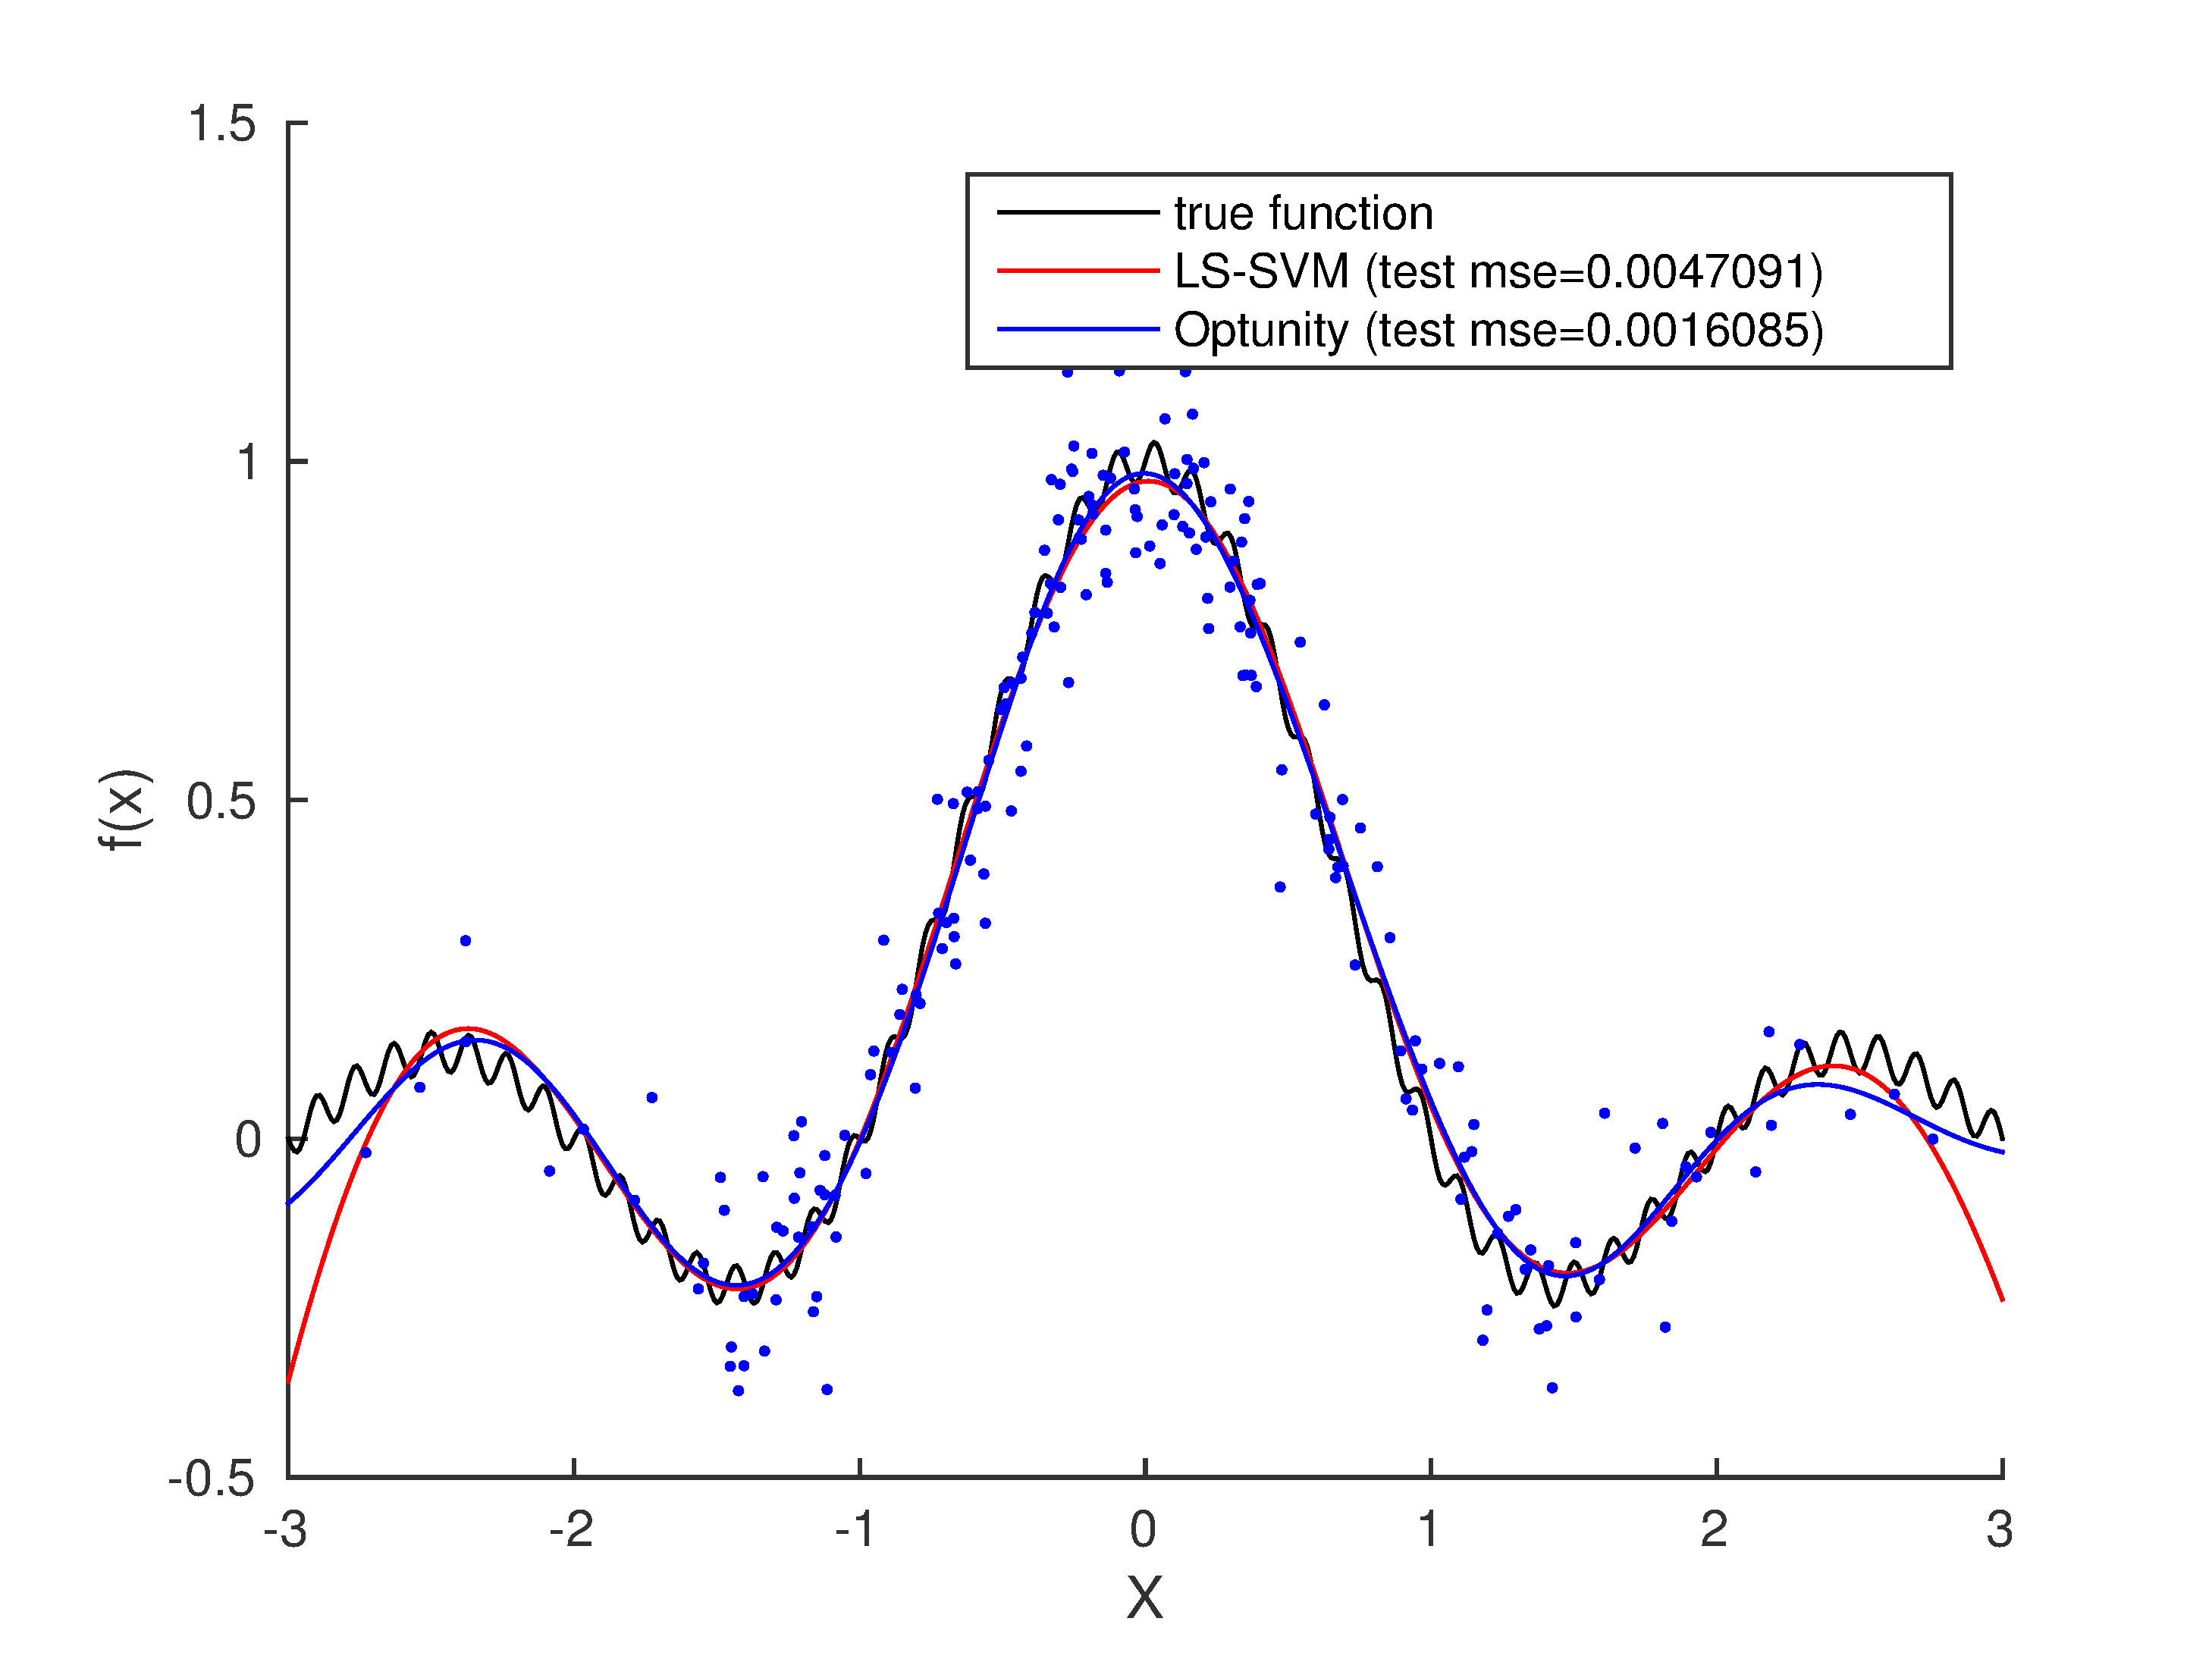 1.5
true function
LS-SVM (test mse=0.0047091)
Optunity (test mse=0.0016085)
1
0.5
f(x)
0
-0.5
-3 -2 -1 0 1 2 3
X